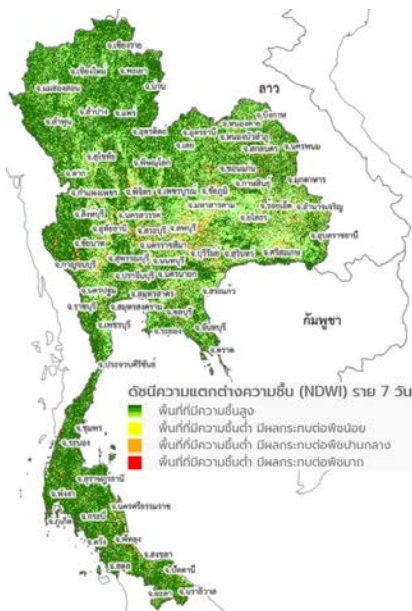 จ.เชียงราย
จ.เชียงใหม่ จ.พะเยา
จ.แม่ฮ่องสอน จ.น่าน
จ.ลำปาง จ.แพร่
จ.ลำพูน
จ.อุตรดิตถ์
ลาว
จ.บึงกาฬ
จ.หนองคาย
จ.อุดรธานี จ.หนองบัวลำภู
จ.เลย จ.สกลนคร จ.นครพนม
จ.สุโขทัย
จ.พิษณุโลก
จ.ตาก
จ.ขอนแก่น
จ.กาฬสินธุ์ จ.มุกดาหาร
จ.กำแพงเพชร จ.พิจิตร จ.เพชรบูรณ์ จ.ชัยภูมิ
จ.มหาสารคาม จ.ร้อยเอ็ด จ.อำนาจเจริญ
จ.ยโสธร
จ.สิงห์บุรี จ.นครสวรรค์
จ.อุทัยธานี จ.สระบุรี จ.ลพบุรี
จ.อุบลราชธานี
จ.ชัยนาท จ.นครราชสีมา
จ.บุรีรัมย์ จ.สุรินทร์ จ.ศรีสะเกษ
จ.กาญจนบุรี จ.สุพรรณบุรี จ.นนทบุรี
จ.ปราจีนบุรี จ.นครนายก
จ.นครปฐม จ.สมุทรสาคร จ.สระแก้ว
จ.ราชบุรี จ.สมุทรสงคราม
จ.ชลบุรี
จ.เพชรบุรี
จ.ระยอง จ.จันทบุรี
จ.ตราด
กัมพูชา
จ.ประจวบคีรีขันธ์
ดัชนีความแตกต่างความชื้น (NDWI) ราย 7 วัน
พื้นที่ที่มีความชื้นสูง
พื้นที่ที่มีความชื้นต่ำ มีผลกระทบต่อพืชน้อย
พื้นที่ที่มีความชื้นต่ำ มีผลกระทบต่อพืชปานกลาง
พื้นที่ที่มีความชื้นต่ำ มีผลกระทบต่อพืชมาก
จ.ชุมพร
จ.ระนอง
จ.สุราษฎร์ธานี
จ.พังงา
จ.นครศรีธรรมราช
จ.กระบี่
จ.ภูเก็ต
จ.ตรัง จ.พัทลุง
จ.สงขลา
จ.สตูล
จ.ปัตตานี
จ.ยะลา จ.นราธิวาส